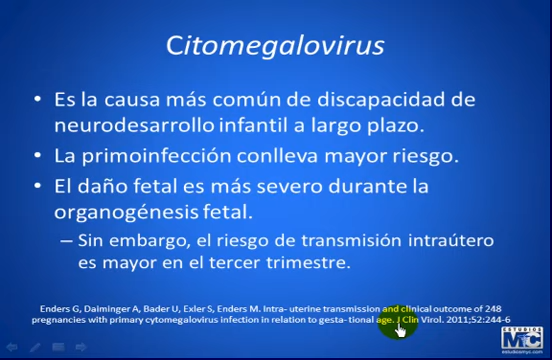 Citomegalovirus
• Es la causa más común de discapacidad de
neurodesarrollo infantil a largo plazo.
• La primoinfección conlleva mayor riesgo.
• El daño fetal es más severo durante la
organogénesis fetal.
– Sin embargo, el riesgo de transmisión intraútero
es mayor en el tercer trimestre.
Enders G, Daiminger A, Bader U, Exler S, Enders M. Intra- uterine transmission and clinical outcome of 248
pregnancies with primary cytomegalovirus infection in relation to gesta- tional age. J Clin Virol. 2011;52:244-6
ESTUDIOS
MyC
estudiosmyc.com